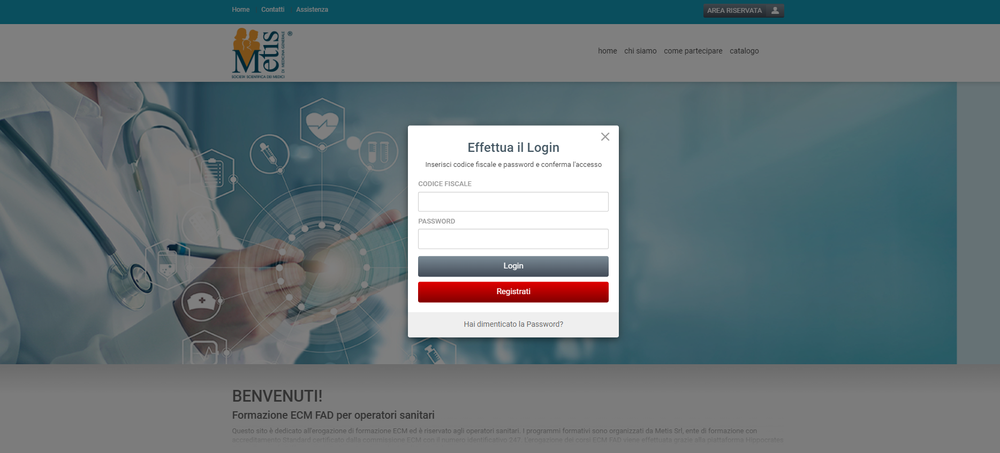 Home Contatti Assistenza
AREA RISERVATA
Metis ®
DI MEDICINA GENERALE
SOCIETA' SCIENTIFICA DEI MEDICI
home chi siamo come partecipare catalogo
Effettua il Login
Inserisci codice fiscale e password e conferma l'accesso
CODICE FISCALE
PASSWORD
Login
Registrati
Hai dimenticato la Password?
BENVENUTI!
Formazione ECM FAD per operatori sanitari
Questo sito è dedicato all'erogazione di formazione ECM ed è riservato agli operatori sanitari. I programmi formativi sono organizzati da Metis Srl, ente di formazione con
accreditamento Standard certificato dalla commissione ECM con il numero identificativo 247. L'erogazione dei corsi ECM FAD viene effettuata grazie alla piattaforma Hippocrates